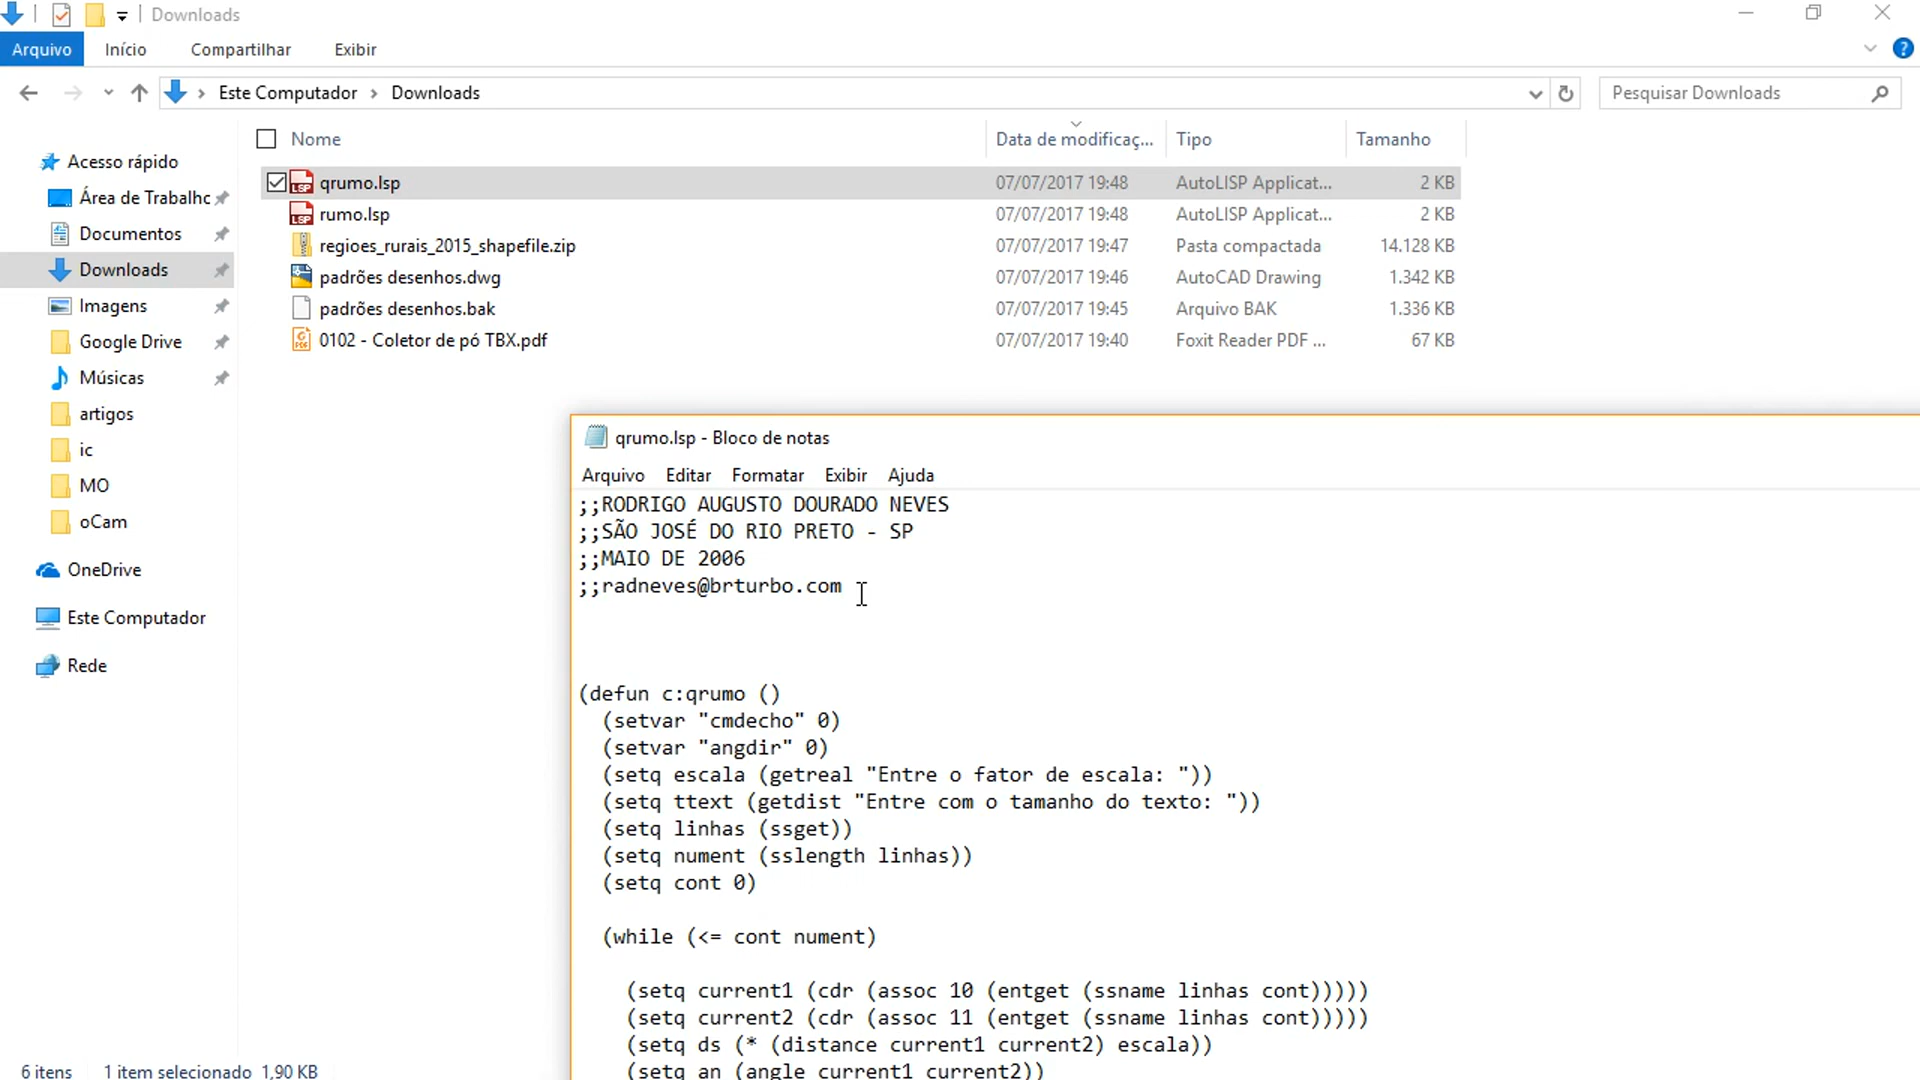 Downloads
Arquivo Início Compartilhar Exibir
Este Computador Downloads Pesquisar Downloads
Nome Data de modificaç... Tipo Tamanho
Acesso rápido
Área de Trabalhc
Documentos
Downloads
Imagens
Google Drive
Músicas
artigos
ic
MO
oCam
OneDrive
Este Computador
Rede
qrumo.lsp 07/07/2017 19:48 AutoLISP Applicat... 2 KB
rumo.lsp 07/07/2017 19:48 AutoLISP Applicat... 2 KB
regioes_rurais_2015_shapefile.zip 07/07/2017 19:47 Pasta compactada 14.128 KB
padrões desenhos.dwg 07/07/2017 19:46 AutoCAD Drawing 1.342 KB
padrões desenhos.bak 07/07/2017 19:45 Arquivo BAK 1.336 KB
0102 - Coletor de pó TBX.pdf 07/07/2017 19:40 Foxit Reader PDF ... 67 KB
qrumo.lsp - Bloco de notas
Arquivo Editar Formatar Exibir Ajuda
;;RODRIGO AUGUSTO DOURADO NEVES
;;SÃO JOSÉ DO RIO PRETO - SP
;;MAIO DE 2006
;;radneves@brturbo.com
(defun c:qrumo ()
(setvar "cmdecho" 0)
(setvar "angdir" 0)
(setq escala (getreal "Entre o fator de escala: "))
(setq ttext (getdist "Entre com o tamanho do texto: "))
(setq linhas (ssget))
(setq nument (sslength linhas))
(setq cont 0)
(while (<= cont nument)
(setq current1 (cdr (assoc 10 (entget (ssname linhas cont)))))
(setq current2 (cdr (assoc 11 (entget (ssname linhas cont)))))
(setq ds (* (distance current1 current2) escala))
(setq an (angle current1 current2))
6 itens 1 item selecionado 1,90 KB